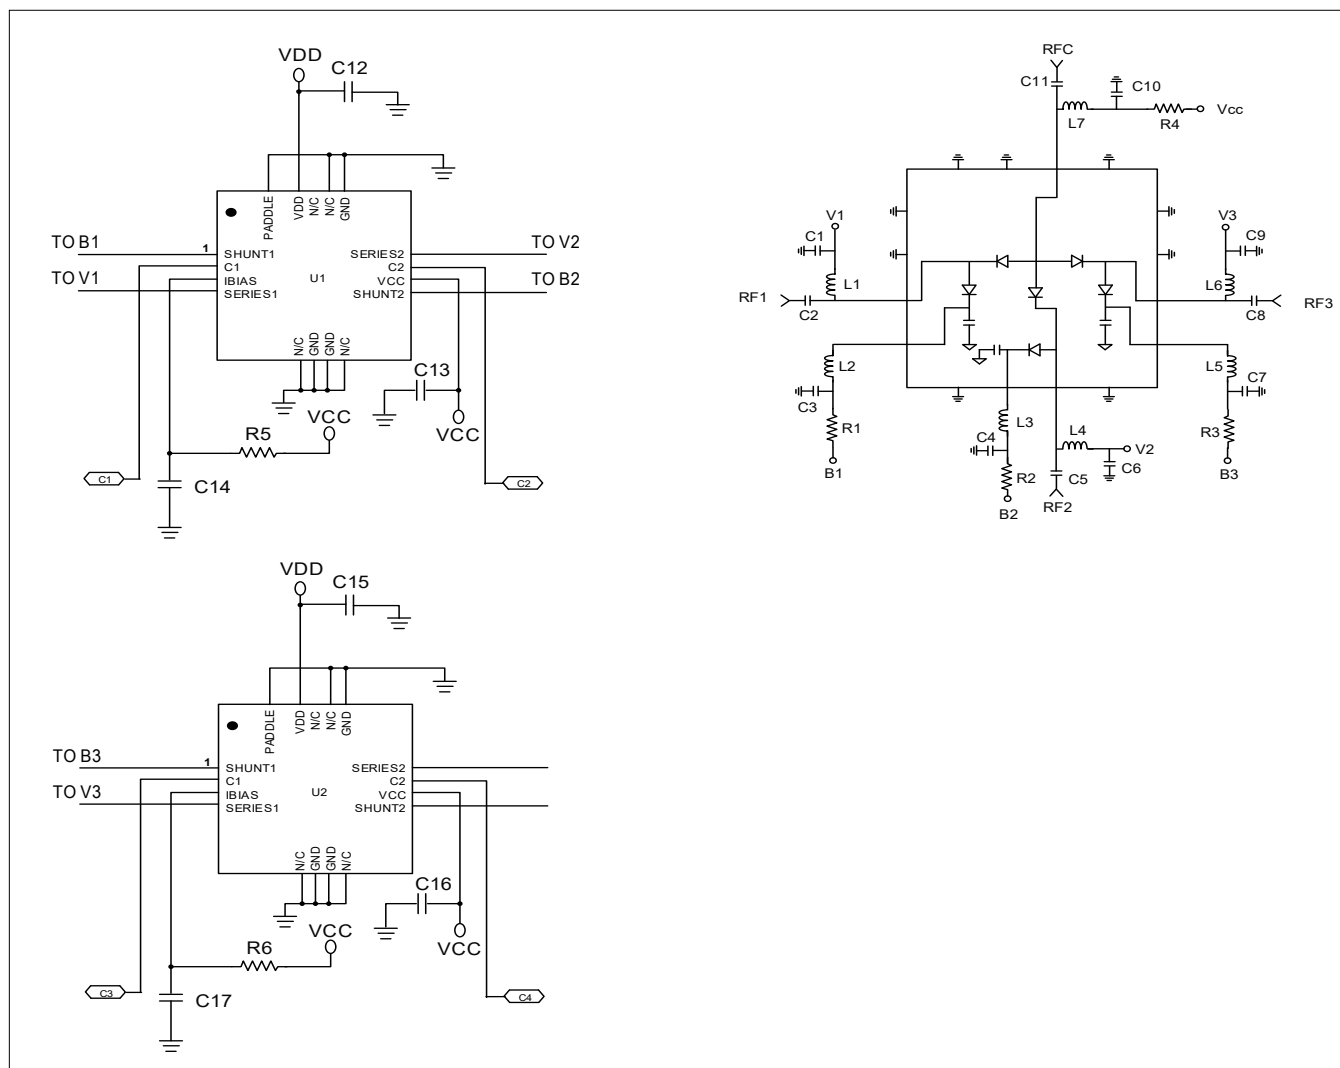 VDD
C12
PADDLE
VDD
N/C
N/C
GND
TO B1
1
SHUNT1
C1
IBIAS
SERIES1
TO V1
U1
SERIES2
C2
VCC
SHUNT2
TO V2
TO B2
N/C
GND
GND
N/C
C13
VCC
VCC
R5
C1
C14
C2
VDD
C15
PADDLE
VDD
N/C
N/C
GND
TO B3
1
SHUNT1
C1
IBIAS
SERIES1
TO V3
U2
SERIES2
C2
VCC
SHUNT2
N/C
GND
GND
N/C
C16
VCC
VCC
R6
C3
C17
C4
RFC
C11
C10
L7
R4
Vcc
V1
C1
L1
RF1
C2
V3
C9
L6
C8
RF3
L2
C3
R1
B1
L3
C4
R2
B2
L4
V2
C6
C5
RF2
L5
C7
R3
B3